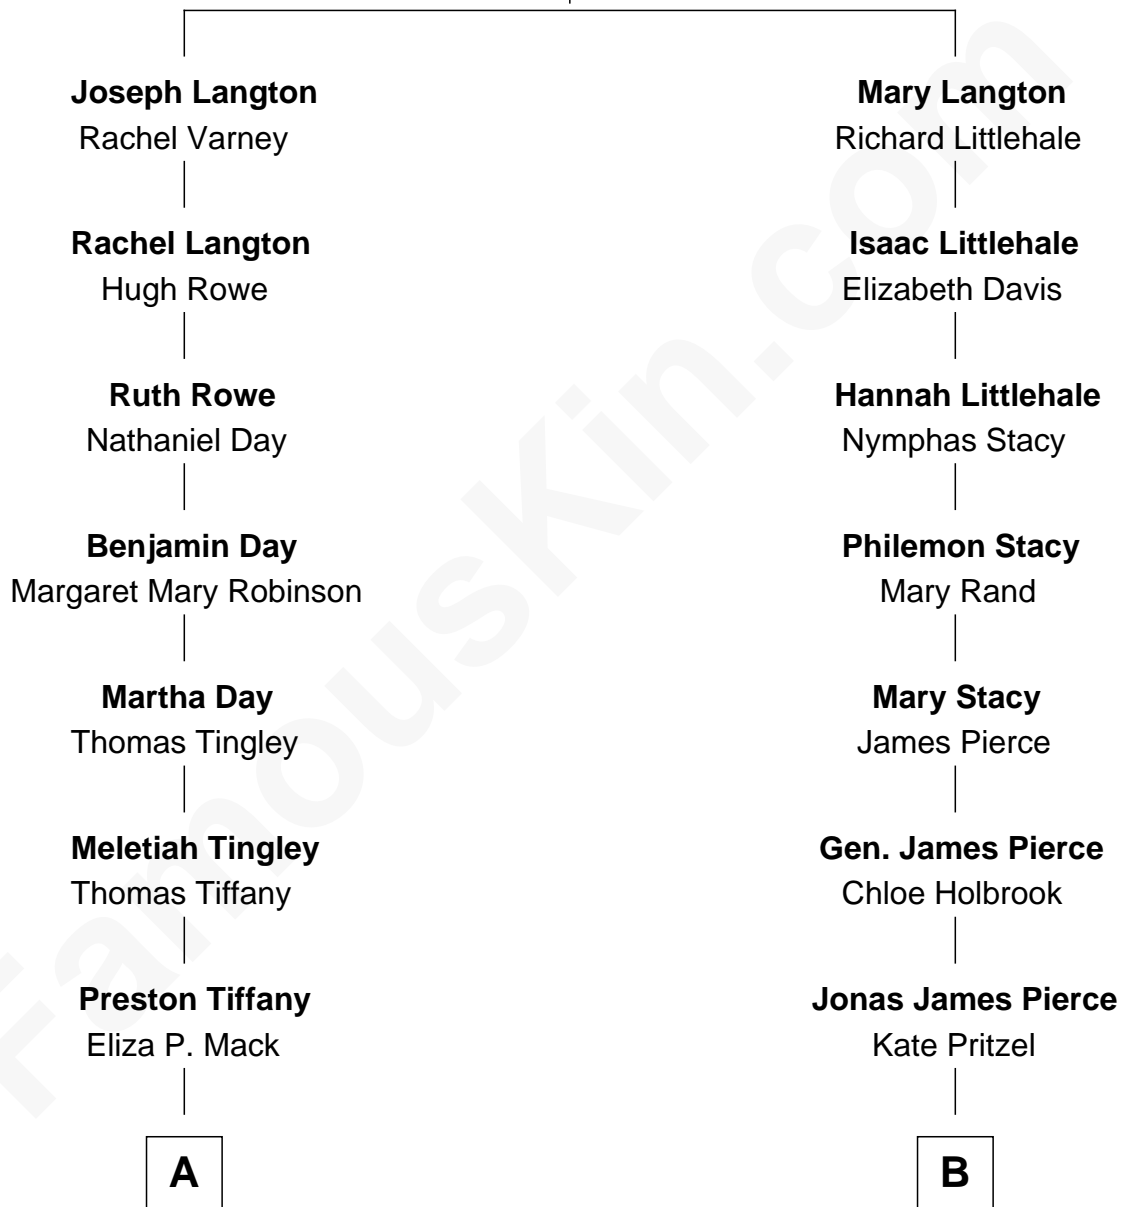 Joseph Langton
Rachel Varney
Rachel Langton
Hugh Rowe
Ruth Rowe
Nathaniel Day
Benjamin Day
Margaret Mary Robinson
Martha Day
Thomas Tingley
Meletiah Tingley
Thomas Tiffany
Preston Tiffany
Eliza P. Mack
A
Mary Langton
Richard Littlehale
Isaac Littlehale
Elizabeth Davis
Hannah Littlehale
Nymphas Stacy
Philemon Stacy
Mary Rand
Mary Stacy
James Pierce
Gen. James Pierce
Chloe Holbrook
Jonas James Pierce
Kate Pritzel
B
FamousKin.com